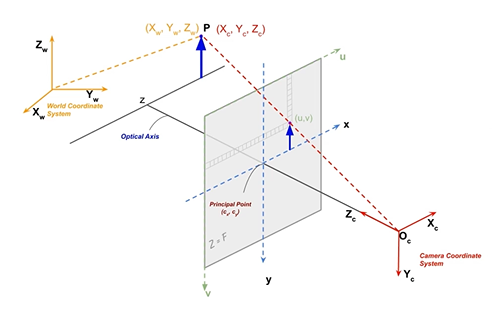 (Xw, Yw, Zw) P (Xc, Yc, Zc)
Zw
u
Yw
Z
World Coordinate
System
Xw
(u,v)
x
Optical Axis
Principal Point
(cx, cy)
Zc
Xc
Oc
Z = F
Camera Coordinate
System
Yc
y
v